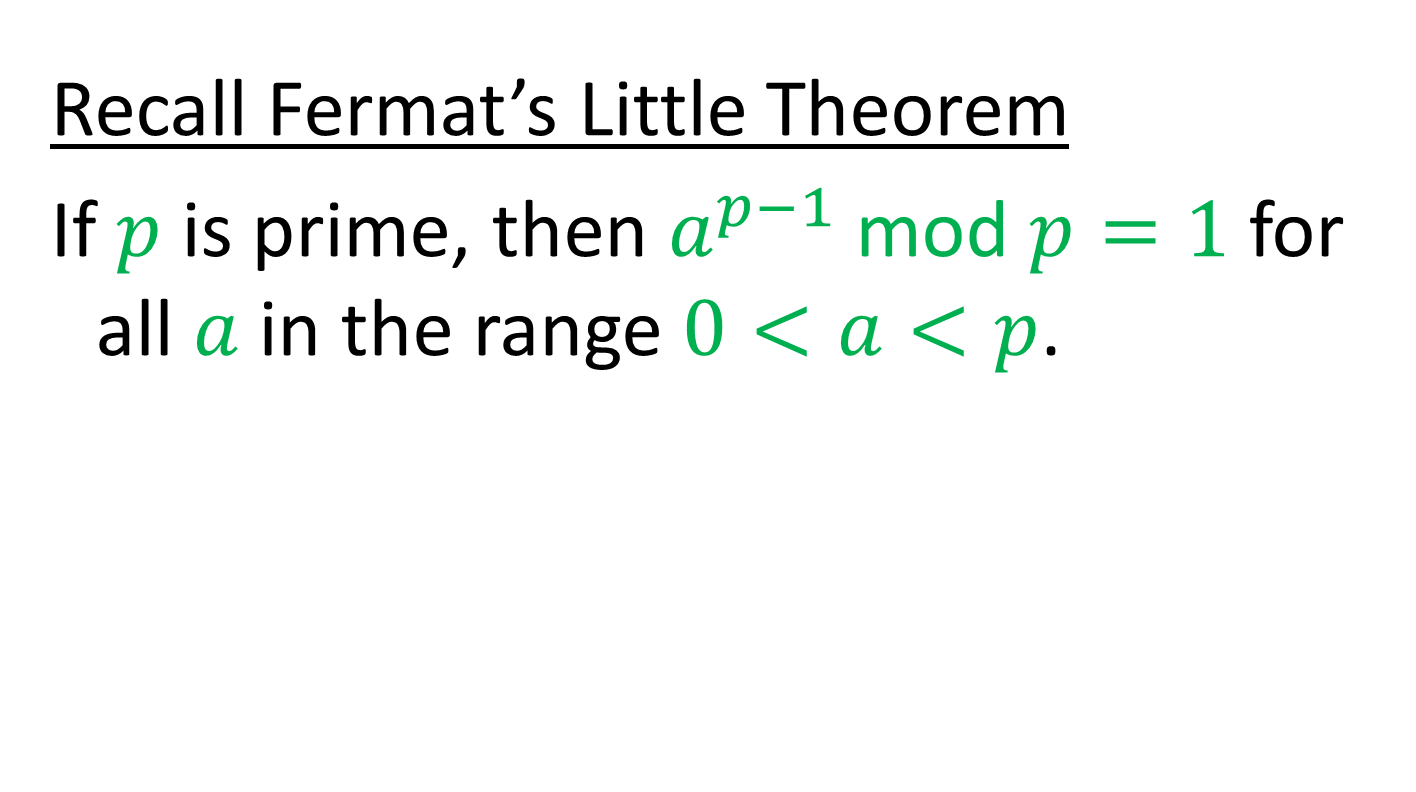 Recall Fermat’s Little Theorem
If 𝑝 is prime, then 𝑎^{𝑝−1} mod 𝑝 = 1 for
all 𝑎 in the range 0 < 𝑎 < 𝑝.